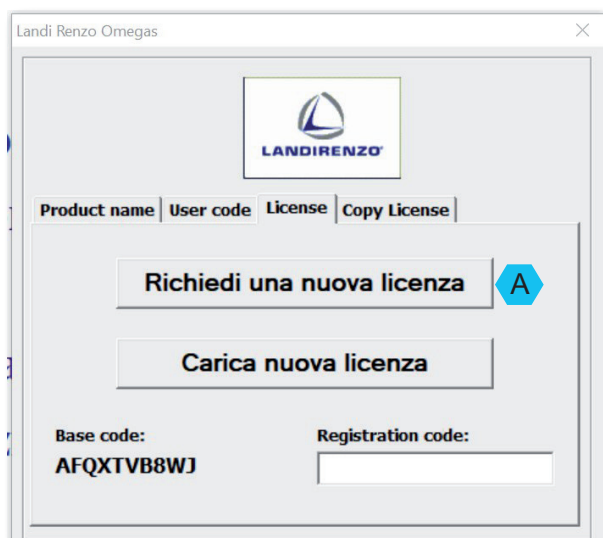 Landi Renzo Omegas
LANDIRENZO
Product name User code License Copy License
Richiedi una nuova licenza
A
Carica nuova licenza
Base code: Registration code:
AFQXTVB8WJ